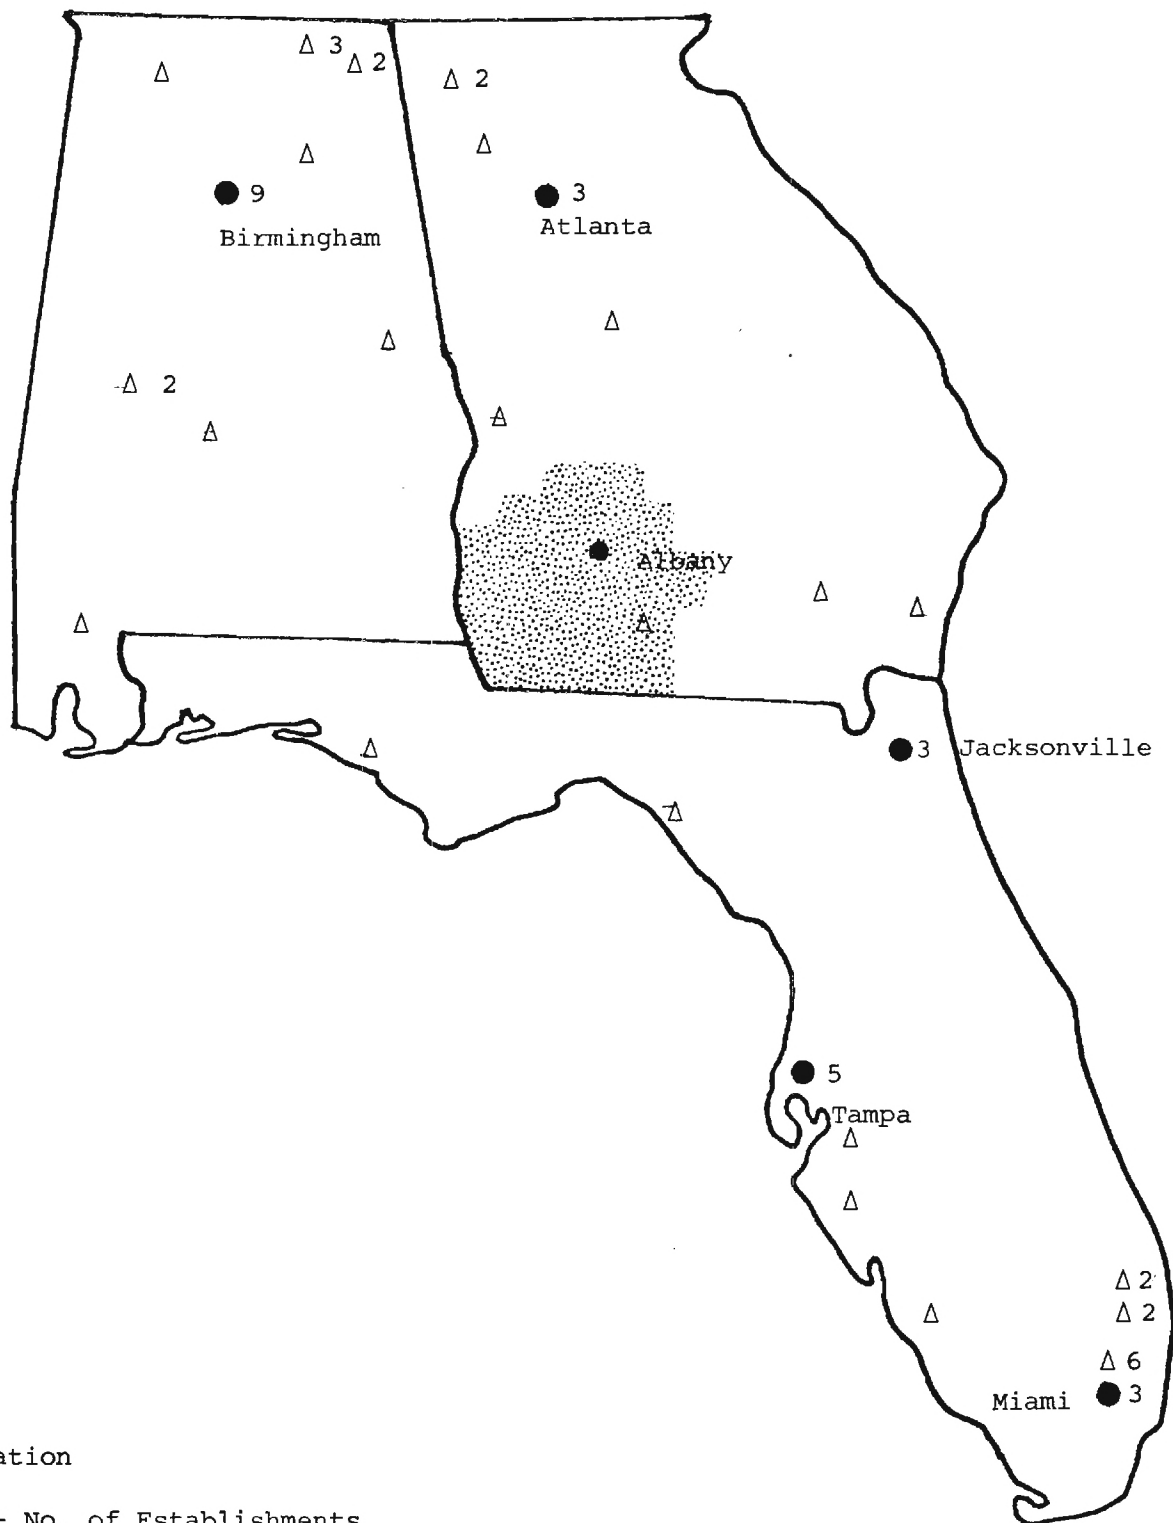 3
2
2
9
Birmingham
3
Atlanta
2
Albany
3 Jacksonville
5
Tampa
2
2
6
Miami 3
ation
- No. of Establishments